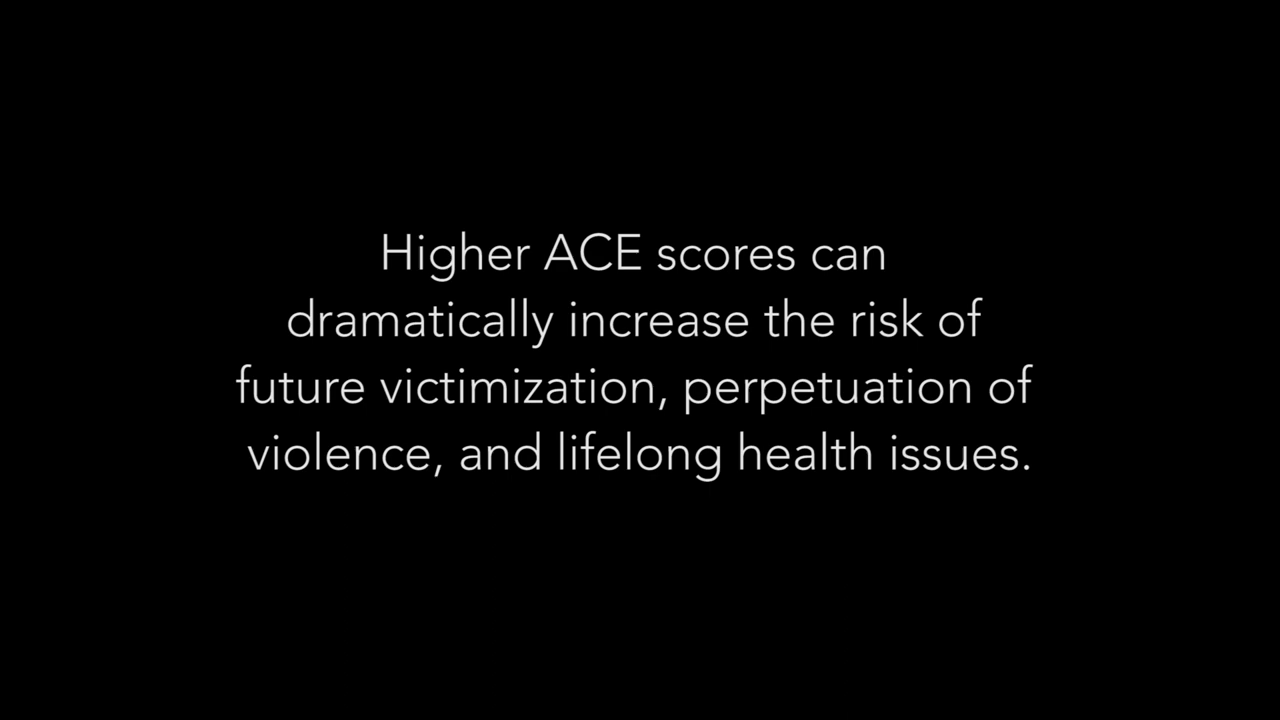 Higher ACE scores can
dramatically increase the risk of
future victimization, perpetuation of
violence, and lifelong health issues.